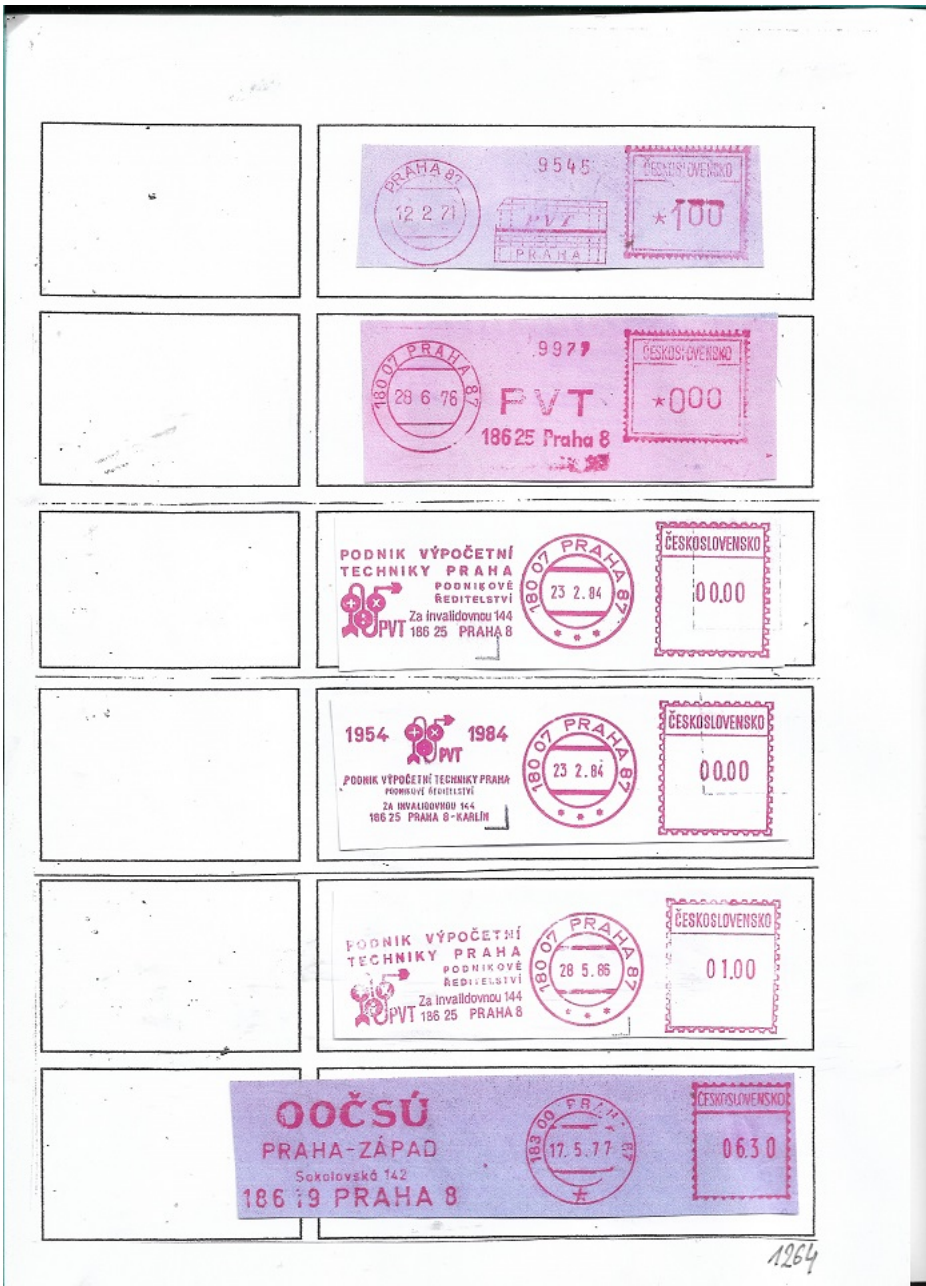 PRAHA 87
12 2 71
9545
PVT
PRAHA
ČESKOSLOVENSKO
*100
180 07 PRAHA 87
28 6 76
9977
PVT
186 25 Praha 8
ČESKOSLOVENSKO
*000
PODNIK VÝPOČETNÍ
TECHNIKY PRAHA
PODNIKOVÉ
ŘEDITELSTVÍ
Za invalidovnou 144
PVT 186 25 PRAHA 8
180 07 PRAHA 87
23 2.84
ČESKOSLOVENSKO
00.00
1954 1984
PVT
PODNIK VÝPOČETNÍ TECHNIKY PRAHA
PODNIKOVÉ ŘEDITELSTVÍ
ZA INVALIDOVNOU 144
186 25 PRAHA 8-KARLÍN
180 07 PRAHA 87
23 2.84
ČESKOSLOVENSKO
00.00
PODNIK VÝPOČETNÍ
TECHNIKY PRAHA
PODNIKOVÉ
ŘEDITELSTVÍ
Za invalidovnou 144
PVT 186 25 PRAHA 8
180 07 PRAHA 87
28 5.86
ČESKOSLOVENSKO
01.00
OOČSÚ
PRAHA-ZÁPAD
Sokolovská 142
186 19 PRAHA 8
183 00 PRAHA 87
17. 5.77
ČESKOSLOVENSKO
06.30
1264